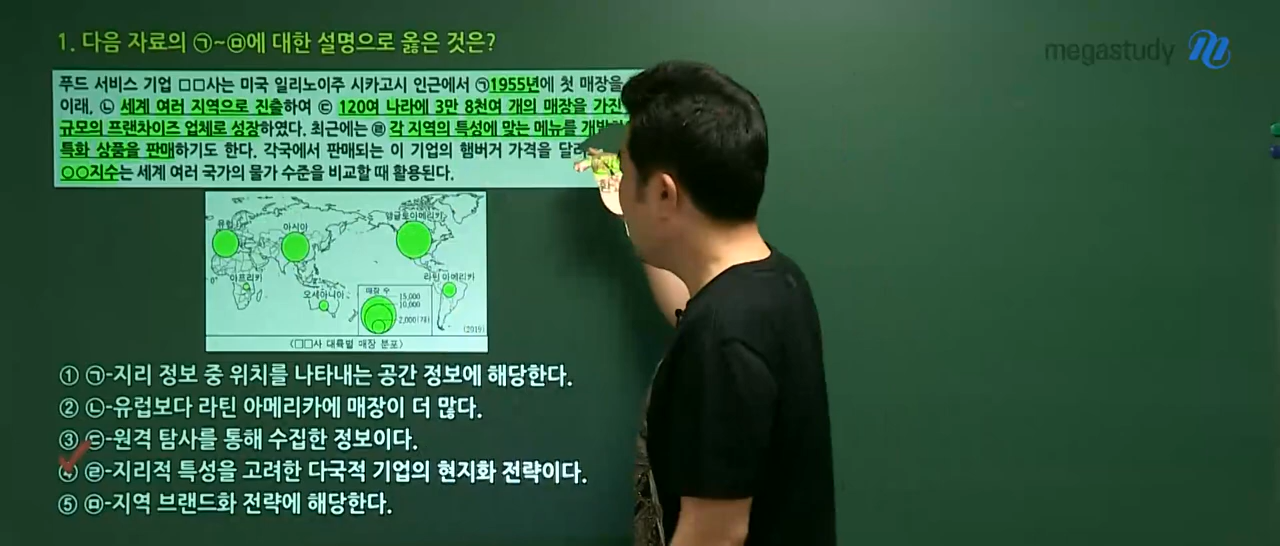 1. 다음 자료의 ㉠~㉤에 대한 설명으로 옳은 것은?
megastudy
푸드 서비스 기업 □□사는 미국 일리노이주 시카고시 인근에서 ㉠1955년에 첫 매장을
이래, ㉡ 세계 여러 지역으로 진출하여 ㉢ 120여 나라에 3만 8천여 개의 매장을 가진
규모의 프랜차이즈 업체로 성장하였다. 최근에는 ㉣ 각 지역의 특성에 맞는 메뉴를
특화 상품을 판매하기도 한다. 각국에서 판매되는 이 기업의 햄버거 가격을
○○지수는 세계 여러 국가의 물가 수준을 비교할 때 활용된다.
유럽
아시아
앵글로아메리카
아프리카
오세아니아
라틴 아메리카
매장 수
15,000
10,000
2,000(개)
(2019)
0°
<□□사 대륙별 매장 분포>
① ㉠-지리 정보 중 위치를 나타내는 공간 정보에 해당한다.
② ㉡-유럽보다 라틴 아메리카에 매장이 더 많다.
③ ㉢-원격 탐사를 통해 수집한 정보이다.
④ ㉣-지리적 특성을 고려한 다국적 기업의 현지화 전략이다.
⑤ ㉤-지역 브랜드화 전략에 해당한다.